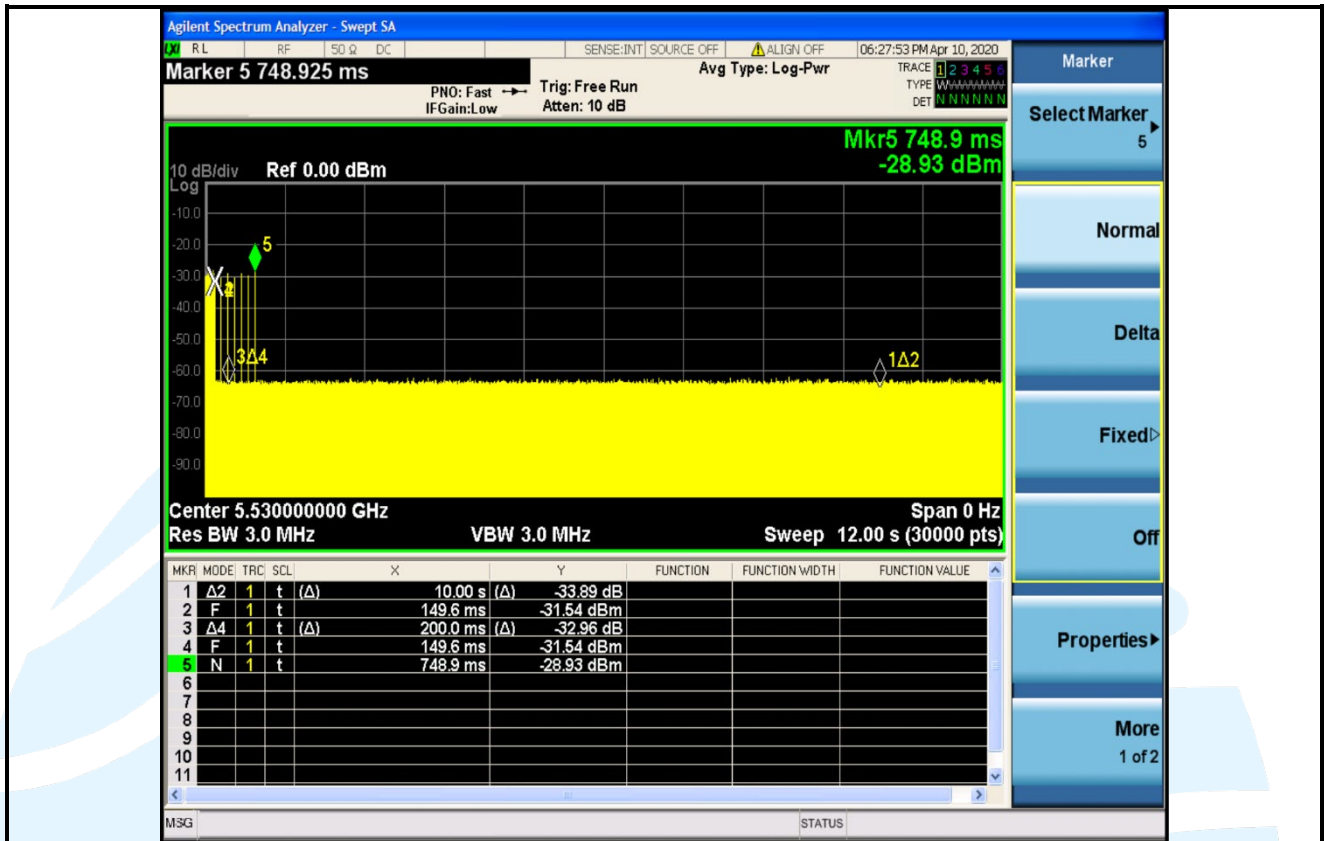 Agilent Spectrum Analyzer - Swept SA
LXI RL RF 50 Ω DC SENSE:INT SOURCE OFF ALIGN OFF 06:27:53 PM Apr 10, 2020
Marker 5 748.925 ms
PNO: Fast
IFGain:Low
Trig: Free Run
Atten: 10 dB
Avg Type: Log-Pwr
TRACE 1 2 3 4 5 6
TYPE
DET N N N N N N
Mkr5 748.9 ms
-28.93 dBm
10 dB/div Ref 0.00 dBm
Log
-10.0
-20.0
-30.0
-40.0
-50.0
-60.0
-70.0
-80.0
-90.0
5
3Δ4
1Δ2
Center 5.530000000 GHz Span 0 Hz
Res BW 3.0 MHz VBW 3.0 MHz Sweep 12.00 s (30000 pts)
MKR MODE TRC SCL X Y FUNCTION FUNCTION WIDTH FUNCTION VALUE
1 Δ2 1 t (Δ) 10.00 s (Δ) -33.89 dB
2 F 1 t 149.6 ms -31.54 dBm
3 Δ4 1 t (Δ) 200.0 ms (Δ) -32.96 dB
4 F 1 t 149.6 ms -31.54 dBm
5 N 1 t 748.9 ms -28.93 dBm
6
7
8
9
10
11
MSG STATUS
Marker
Select Marker
5
Normal
Delta
Fixed
Off
Properties
More
1 of 2